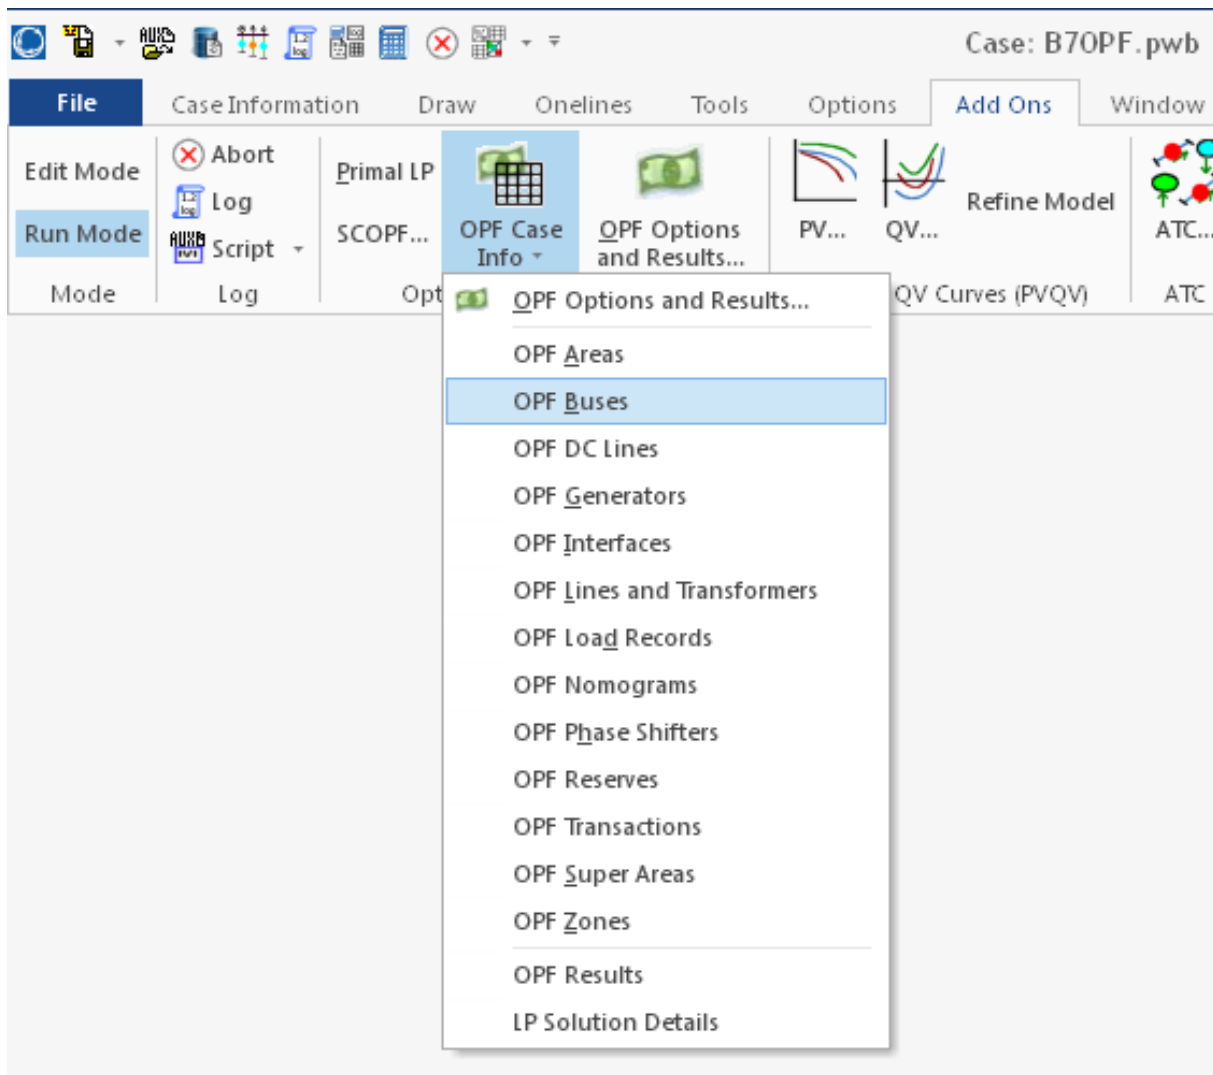 Case: B7OPF.pwb
File Case Information Draw Onelines Tools Options Add Ons Window
Edit Mode
Run Mode
Mode
Abort
Log
Script
Log
Primal LP
SCOPF...
OPF Case
Info
OPF Options
and Results...
Opt
PV...
QV...
Refine Model
QV Curves (PVQV)
ATC...
ATC
OPF Options and Results...
OPF Areas
OPF Buses
OPF DC Lines
OPF Generators
OPF Interfaces
OPF Lines and Transformers
OPF Load Records
OPF Nomograms
OPF Phase Shifters
OPF Reserves
OPF Transactions
OPF Super Areas
OPF Zones
OPF Results
LP Solution Details